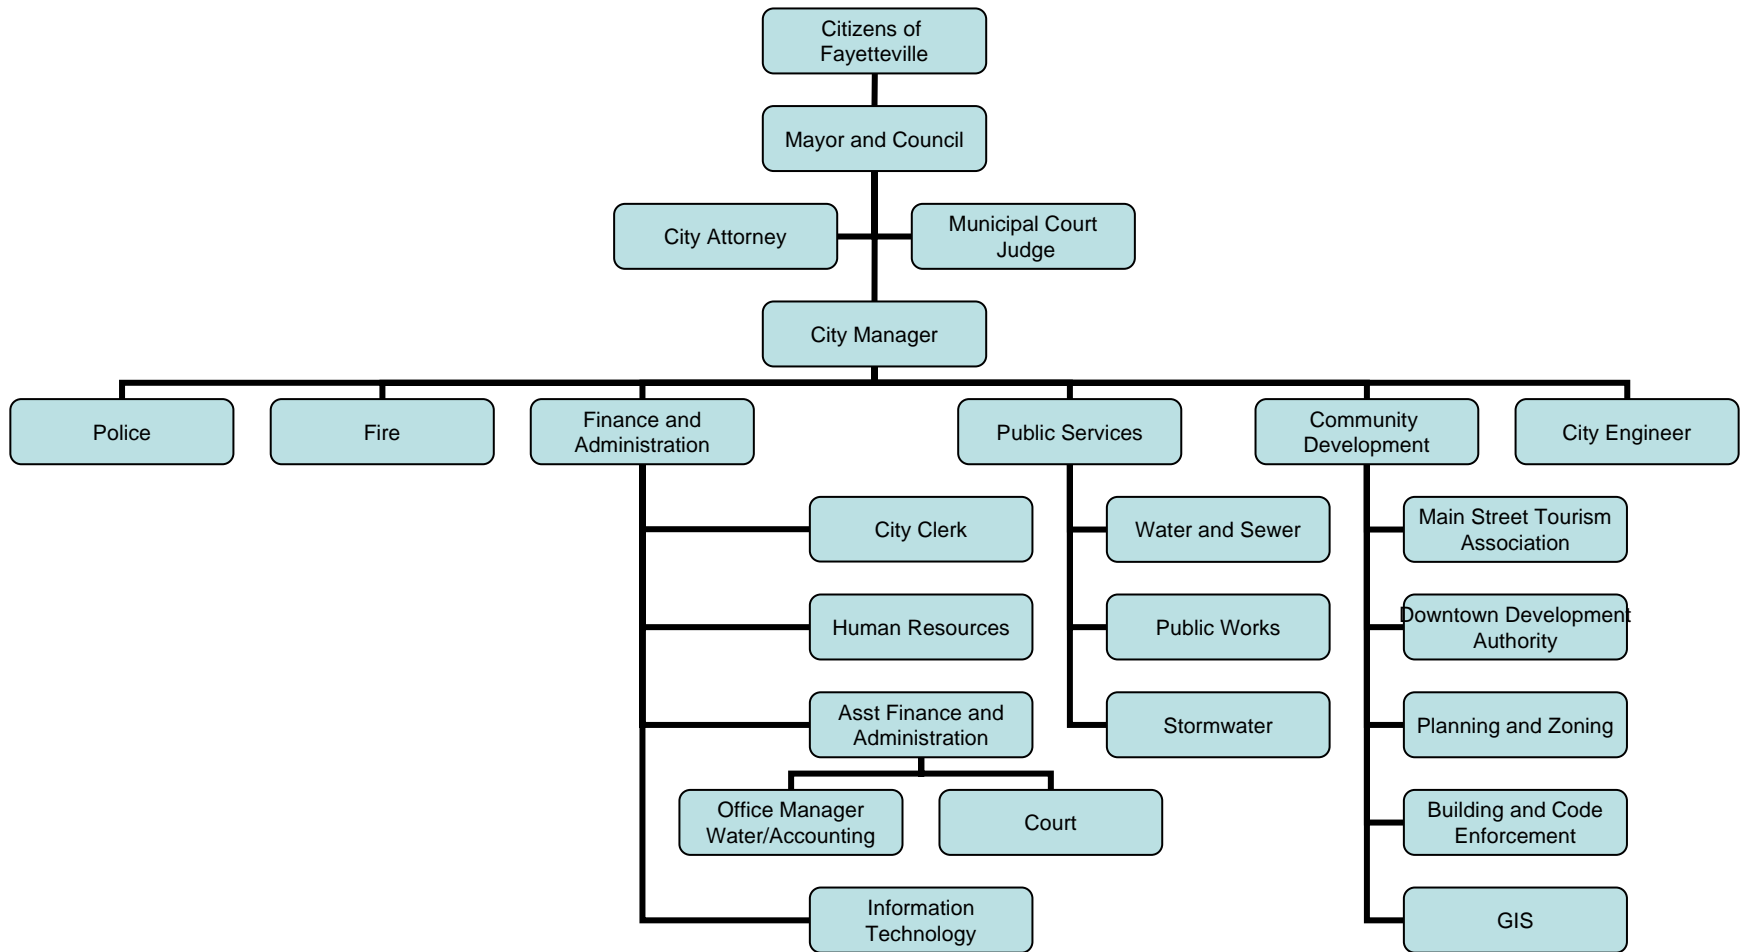 Citizens of
Fayetteville
Mayor and Council
City Attorney
Municipal Court
Judge
City Manager
Police
Fire
Finance and
Administration
Public Services
Community
Development
City Engineer
City Clerk
Water and Sewer
Main Street Tourism
Association
Human Resources
Public Works
Downtown Development
Authority
Asst Finance and
Administration
Stormwater
Planning and Zoning
Office Manager
Water/Accounting
Court
Building and Code
Enforcement
Information
Technology
GIS